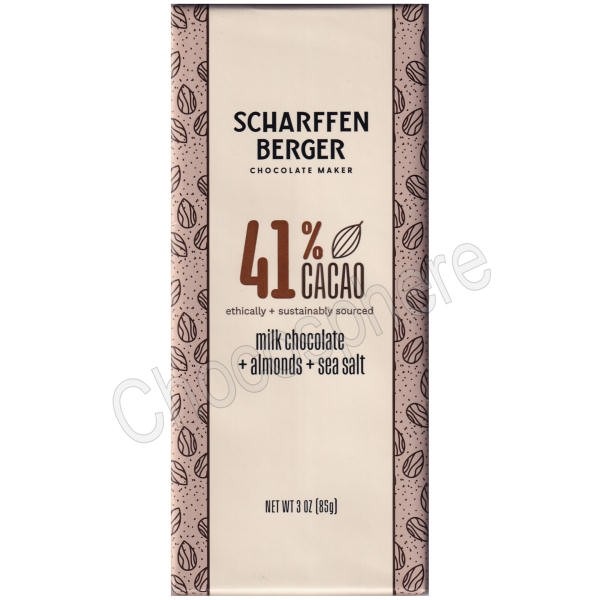 SCHARFFEN
BERGER
CHOCOLATE MAKER
41%
CACAO
ethically + sustainably sourced
milk chocolate
+ almonds + sea salt
NET WT 3 OZ (85g)
Chocosphere